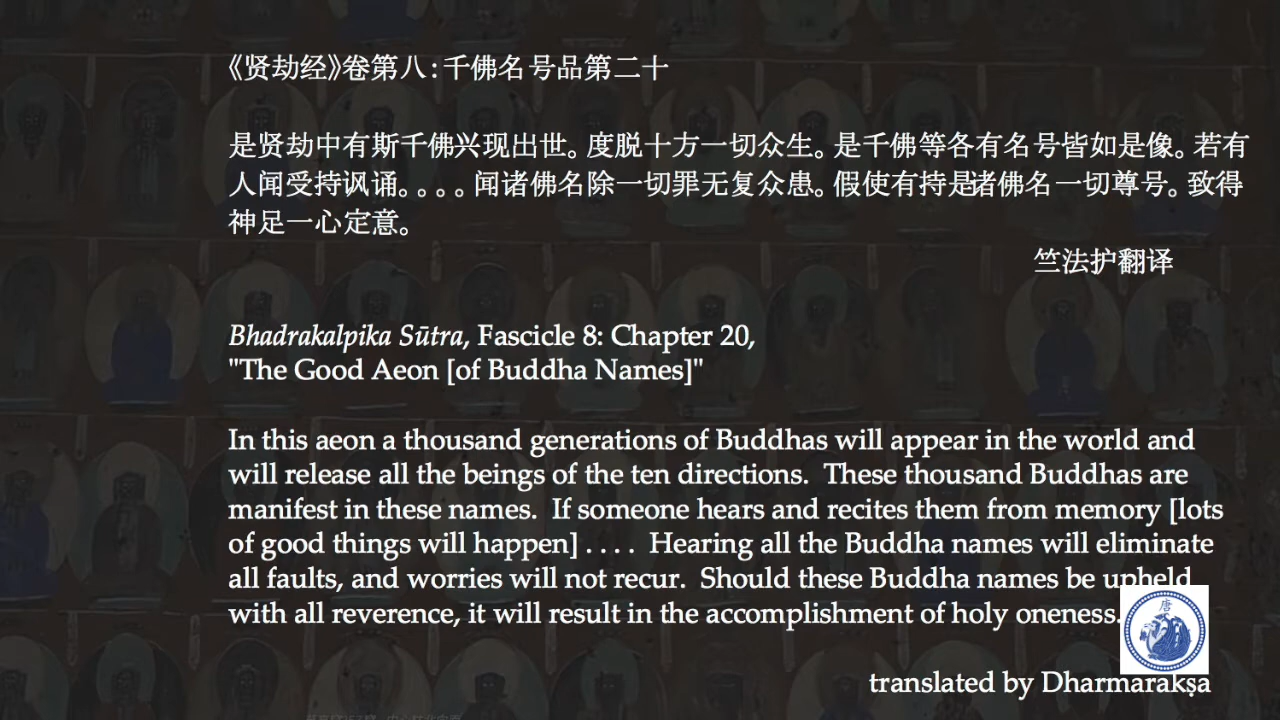 《贤劫经》卷第八：千佛名号品第二十
是贤劫中有斯千佛兴现出世。度脱十方一切众生。是千佛等各有名号皆如是像。若有
人闻受持讽诵。。。。闻诸佛名除一切罪无复众患。假使有持是诸佛名一切尊号。致得
神足一心定意。
竺法护翻译
Bhadrakalpika Sūtra, Fascicle 8: Chapter 20,
"The Good Aeon [of Buddha Names]"
In this aeon a thousand generations of Buddhas will appear in the world and
will release all the beings of the ten directions.  These thousand Buddhas are
manifest in these names.  If someone hears and recites them from memory [lots
of good things will happen] . . . .  Hearing all the Buddha names will eliminate
all faults, and worries will not recur.  Should these Buddha names be upheld
with all reverence, it will result in the accomplishment of holy oneness.
唐
translated by Dharmarakṣa